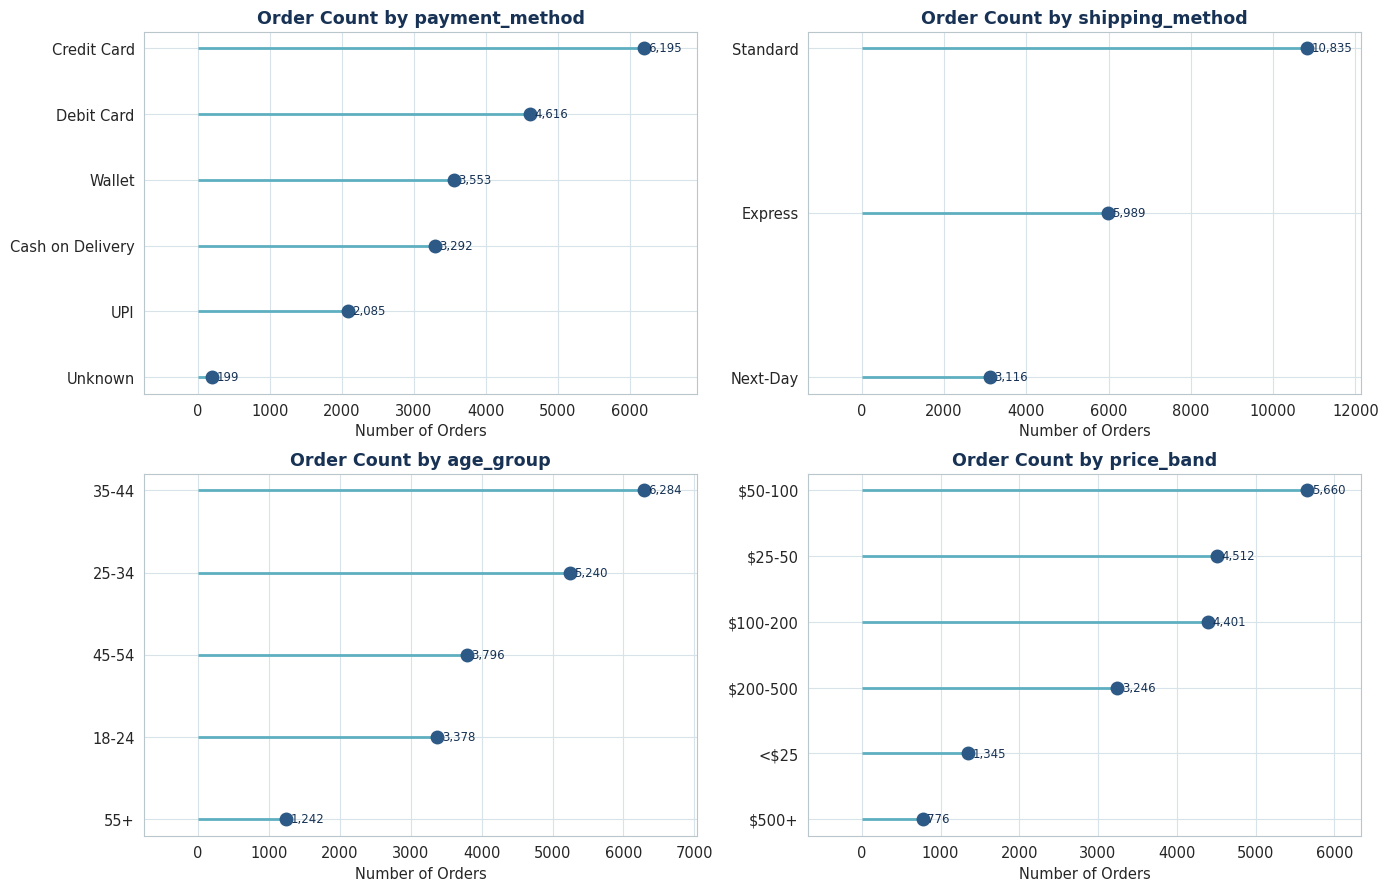 Order Count by payment_method
Credit Card
6,195
Debit Card
4,616
Wallet
3,553
Cash on Delivery
3,292
UPI
2,085
Unknown
199
0 1000 2000 3000 4000 5000 6000
Number of Orders
Order Count by shipping_method
Standard
10,835
Express
5,989
Next-Day
3,116
0 2000 4000 6000 8000 10000 12000
Number of Orders
Order Count by age_group
35-44
6,284
25-34
5,240
45-54
3,796
18-24
3,378
55+
1,242
0 1000 2000 3000 4000 5000 6000 7000
Number of Orders
Order Count by price_band
$50-100
5,660
$25-50
4,512
$100-200
4,401
$200-500
3,246
<$25
1,345
$500+
776
0 1000 2000 3000 4000 5000 6000
Number of Orders